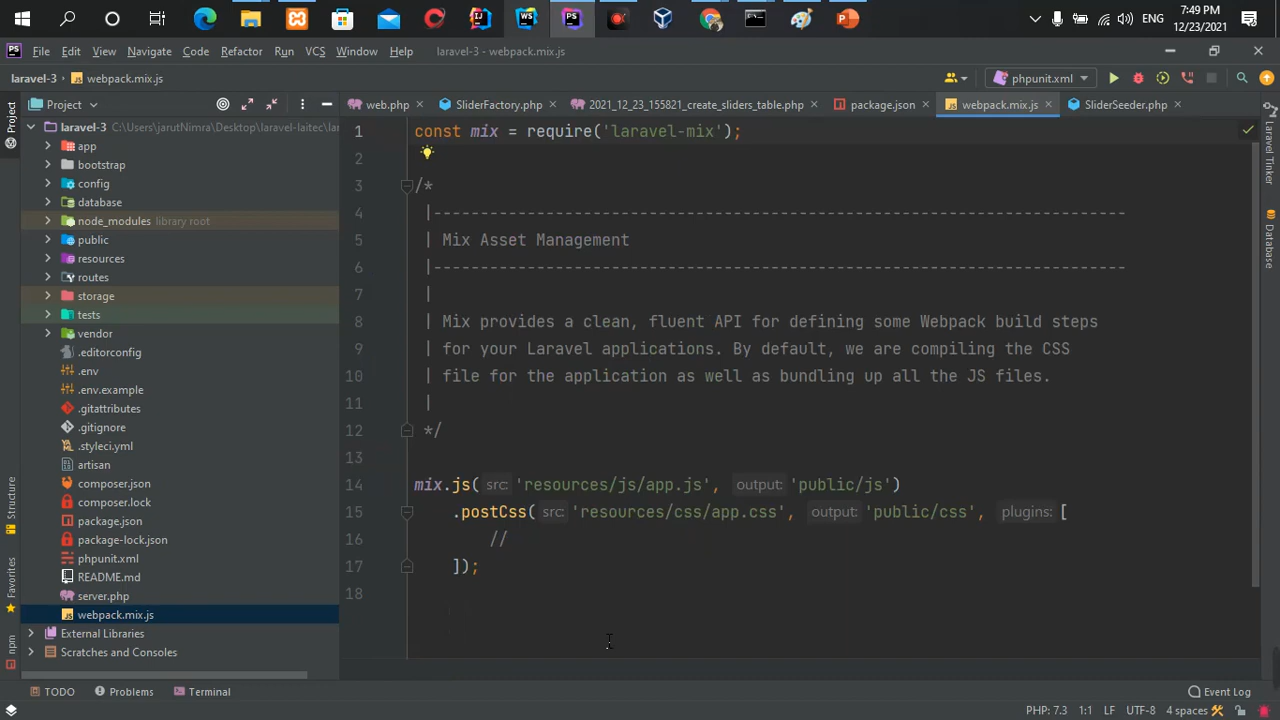 ENG
7:49 PM
12/23/2021
PS
File Edit View Navigate Code Refactor Run VCS Window Help laravel-3 - webpack.mix.js
laravel-3 webpack.mix.js
phpunit.xml
Project
web.php
SliderFactory.php
2021_12_23_155821_create_sliders_table.php
package.json
webpack.mix.js
SliderSeeder.php
laravel-3 C:\Users\jarutNimra\Desktop\laravel-laitec\lar
app
bootstrap
config
database
node_modules library root
public
resources
routes
storage
tests
vendor
.editorconfig
.env
.env.example
.gitattributes
.gitignore
.styleci.yml
artisan
composer.json
composer.lock
package.json
package-lock.json
phpunit.xml
README.md
server.php
webpack.mix.js
External Libraries
Scratches and Consoles
1 const mix = require('laravel-mix');
2
3 /*
4 |--------------------------------------------------------------------------
5 | Mix Asset Management
6 |--------------------------------------------------------------------------
7 |
8 | Mix provides a clean, fluent API for defining some Webpack build steps
9 | for your Laravel applications. By default, we are compiling the CSS
10 | file for the application as well as bundling up all the JS files.
11 |
12 */
13
14 mix.js( src: 'resources/js/app.js', output: 'public/js')
15 .postCss( src: 'resources/css/app.css', output: 'public/css', plugins: [
16 //
17 ]);
18
Project
Structure
Favorites
npm
Laravel Tinker
Database
TODO Problems Terminal Event Log
PHP: 7.3 1:1 LF UTF-8 4 spaces